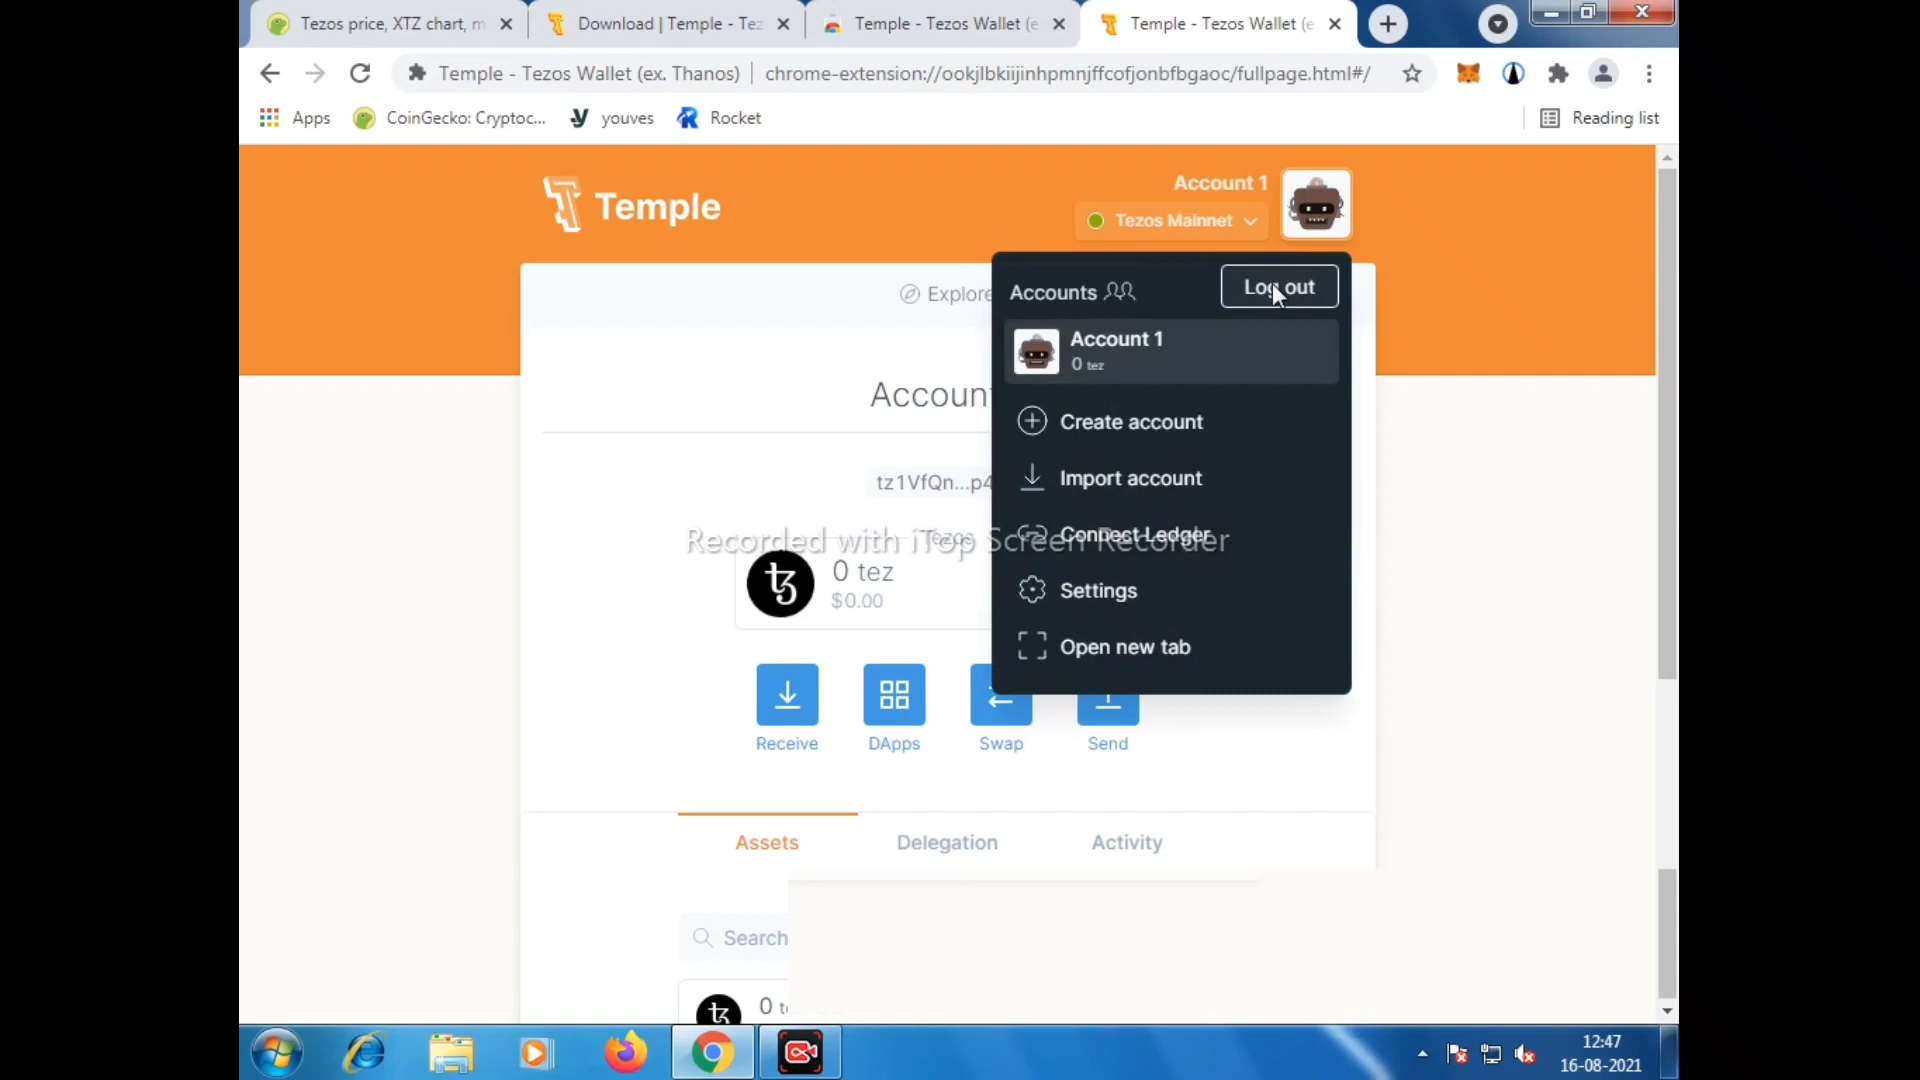 Tezos price, XTZ chart, m
Download | Temple - Tez
Temple - Tezos Wallet (e
Temple - Tezos Wallet (e
Temple - Tezos Wallet (ex. Thanos)
chrome-extension://ookjlbkiijinhpmnjffcofjonbfbgaoc/fullpage.html#/
Apps
CoinGecko: Cryptoc...
youves
Rocket
Reading list
Temple
Account 1
Tezos Mainnet
Explore
Accounts
Log out
Account 1
0 tez
Account
Create account
tz1VfQn...p4
Import account
Tezos
Connect Ledger
Recorded with iTop Screen Recorder
0 tez
$0.00
Settings
Open new tab
Receive
DApps
Swap
Send
Assets
Delegation
Activity
Search
0 t
12:47
16-08-2021